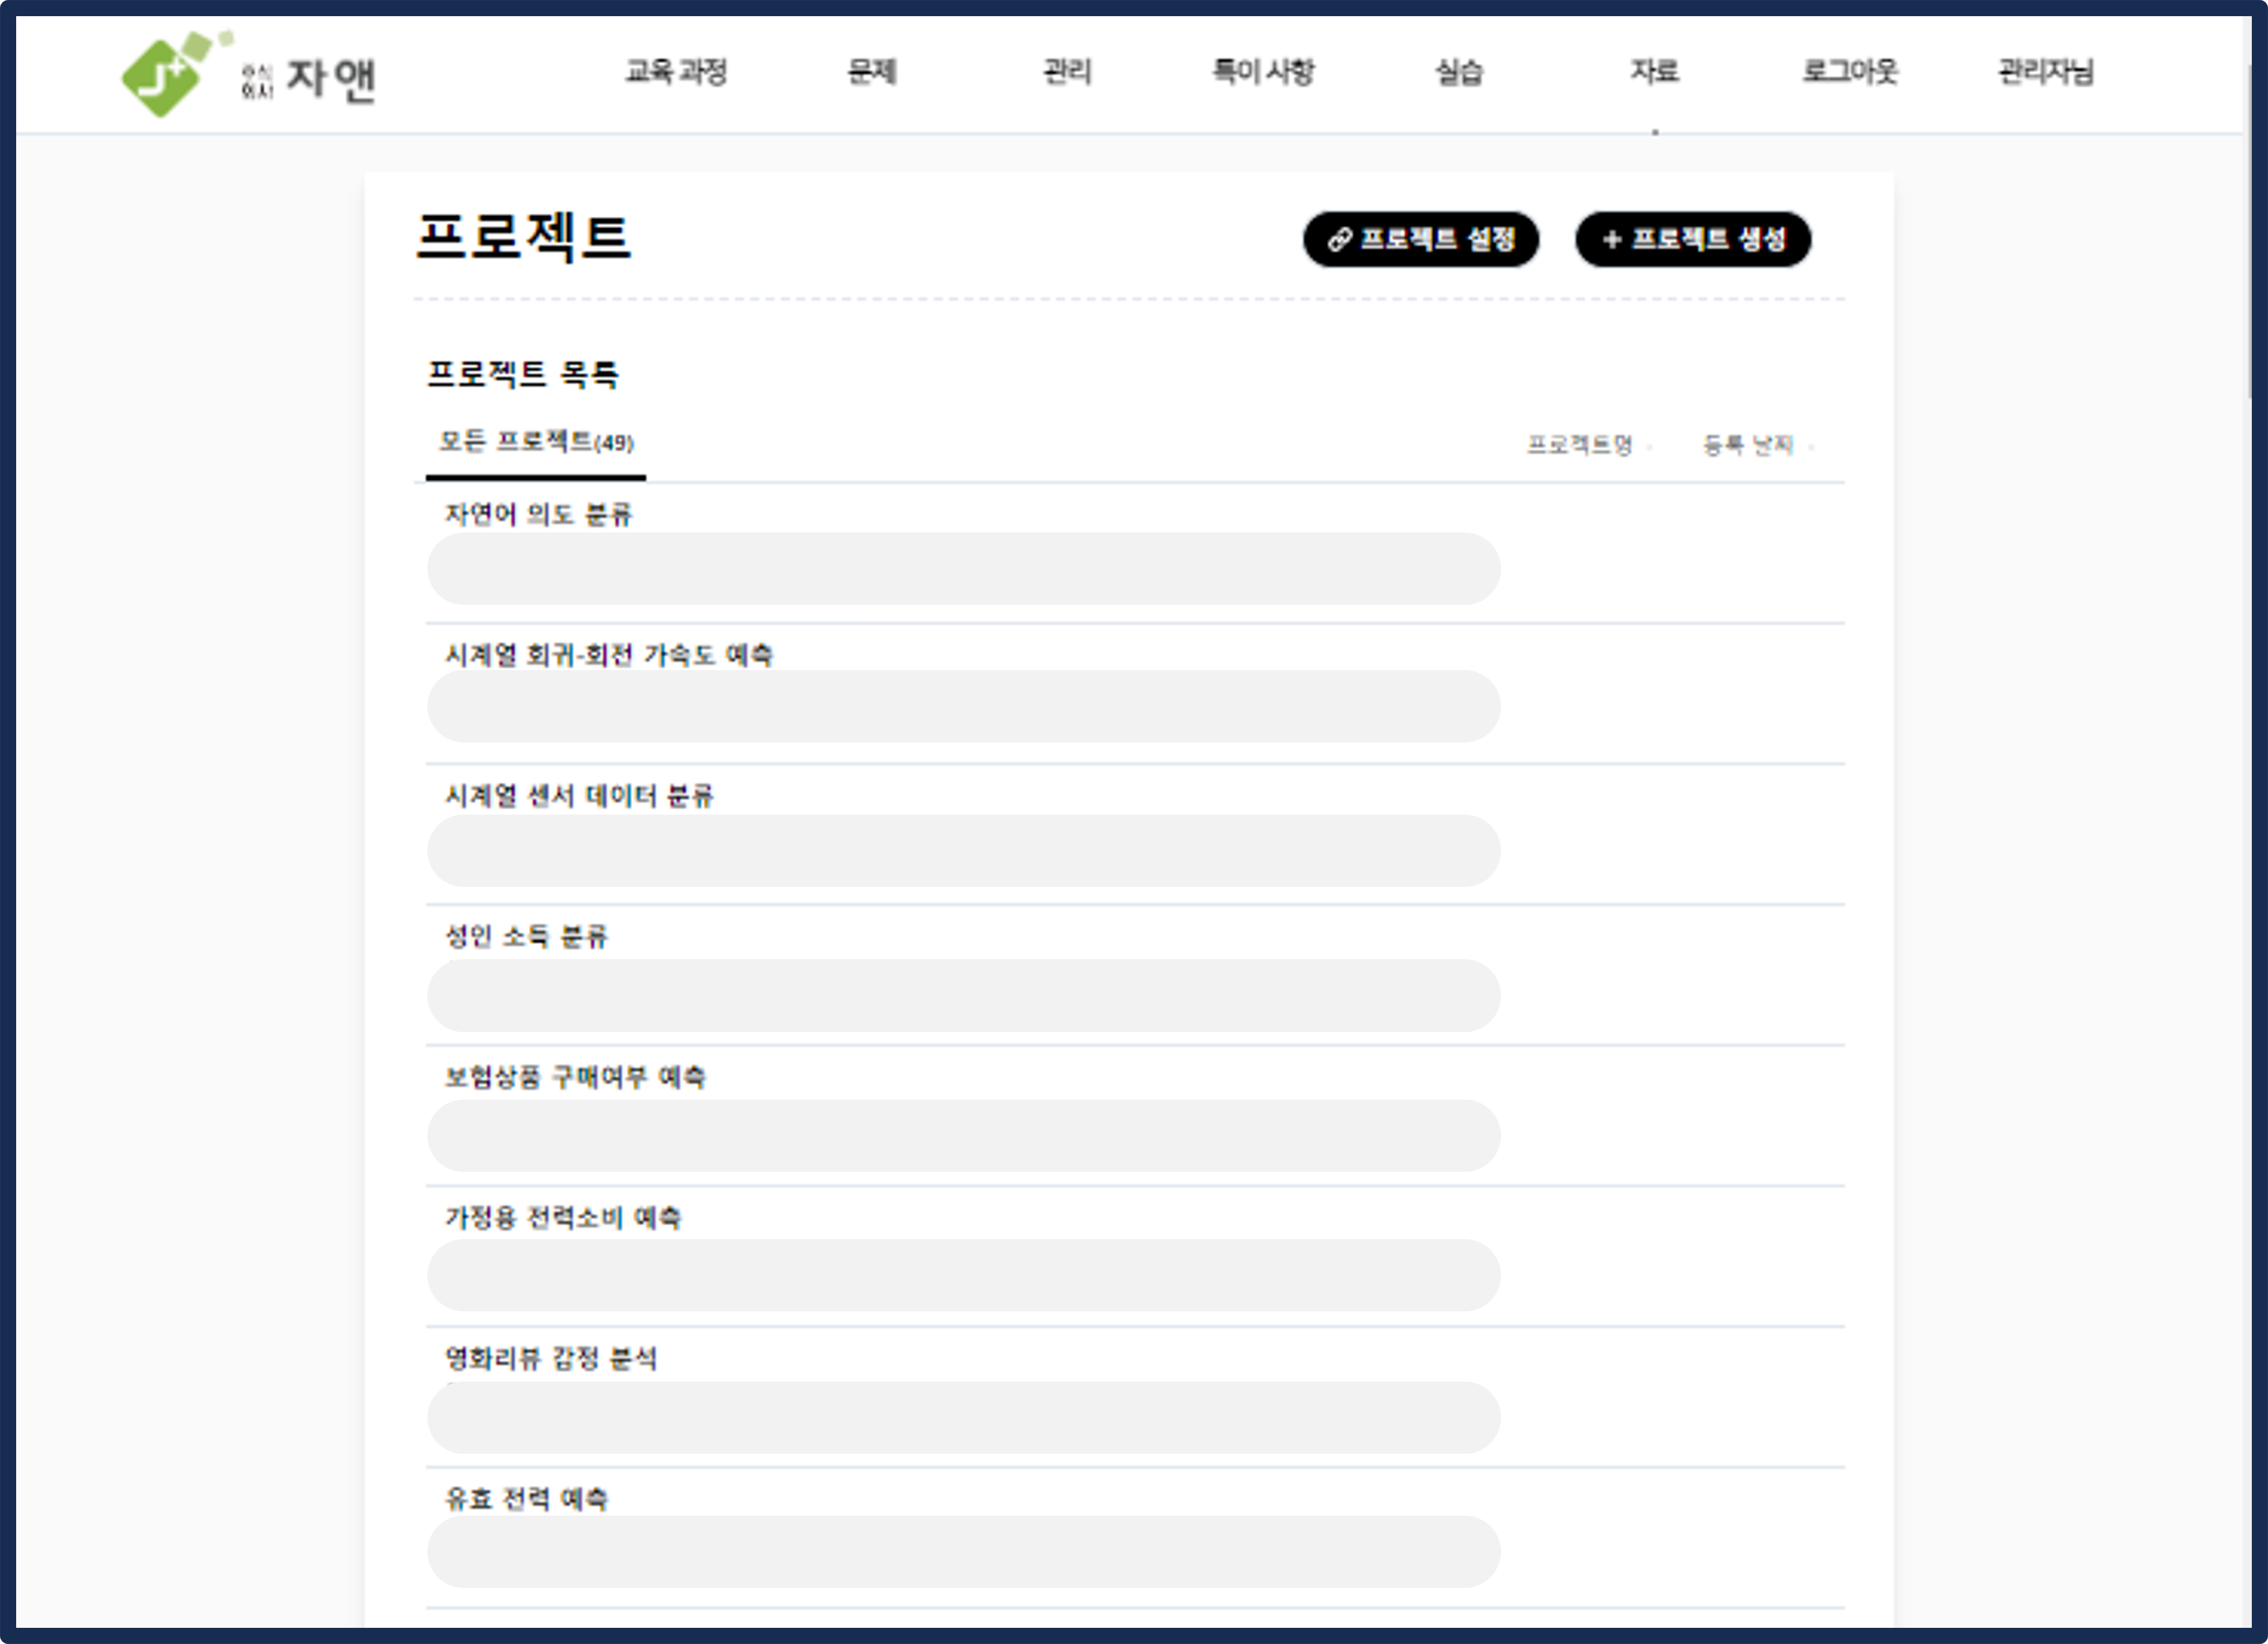 주식
회사 자앤
교육 과정 문제 관리 특이 사항 실습 자료 로그아웃 관리자님
프로젝트
프로젝트 설정 + 프로젝트 생성
프로젝트 목록
모든 프로젝트(49) 프로젝트명 등록 날짜
자연어 의도 분류
시계열 회귀-회전 가속도 예측
시계열 센서 데이터 분류
성인 소득 분류
보험상품 구매여부 예측
가정용 전력소비 예측
영화리뷰 감정 분석
유효 전력 예측